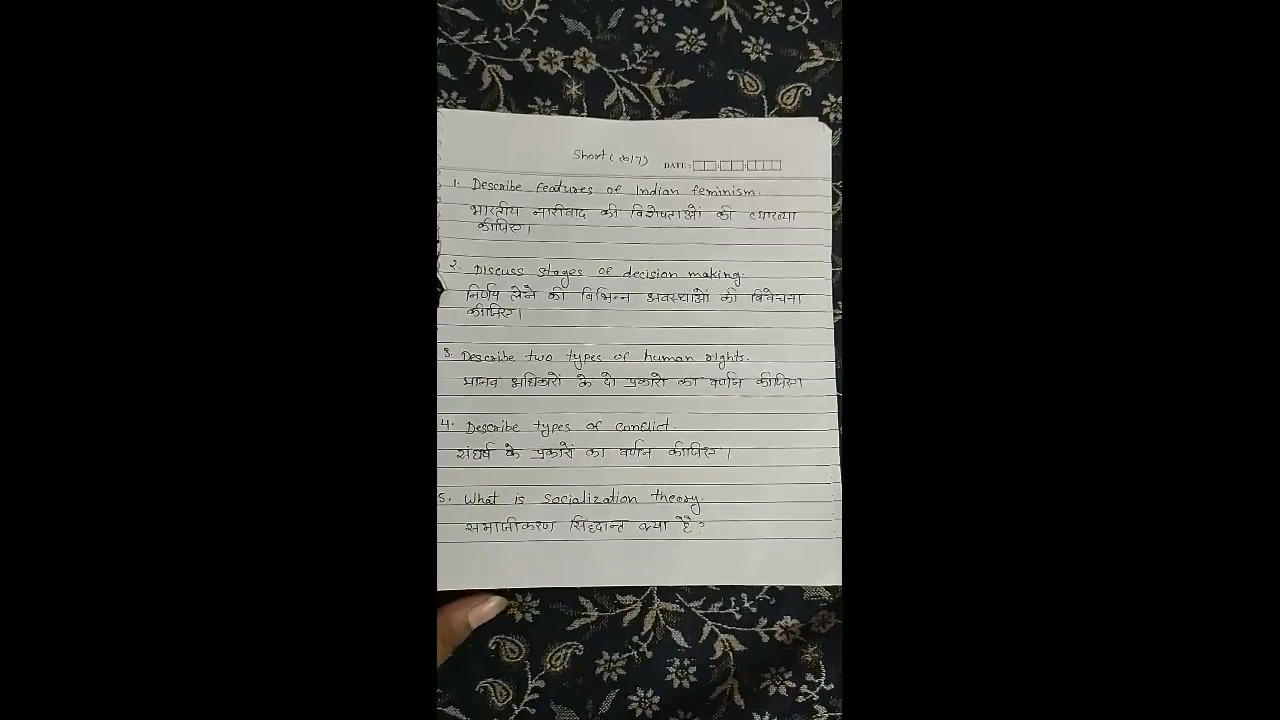 Short (2017)
DATE:
1. Describe features of Indian feminism.
भारतीय नारीवाद की विशेषताओं की व्याख्या
कीजिए।
2. Discuss stages of decision making.
निर्णय लेने की विभिन्न अवस्थाओं की विवेचना
कीजिए।
3. Describe two types of human rights.
मानव अधिकारों के दो प्रकारो का वर्णन कीजिए।
4. Describe types of conflict.
संघर्ष के प्रकारों का वर्णन कीजिए।
5. What is socialization theory.
समाजीकरण सिद्दान्त क्या है?